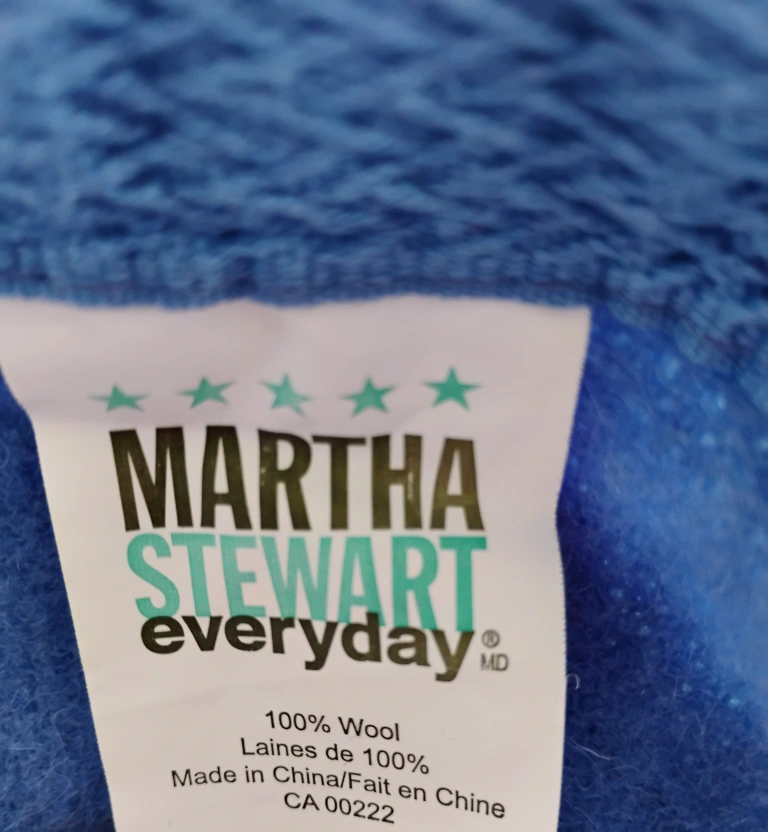 MARTHA
STEWART
everyday®
MD
100% Wool
Laines de 100%
Made in China/Fait en Chine
CA 00222